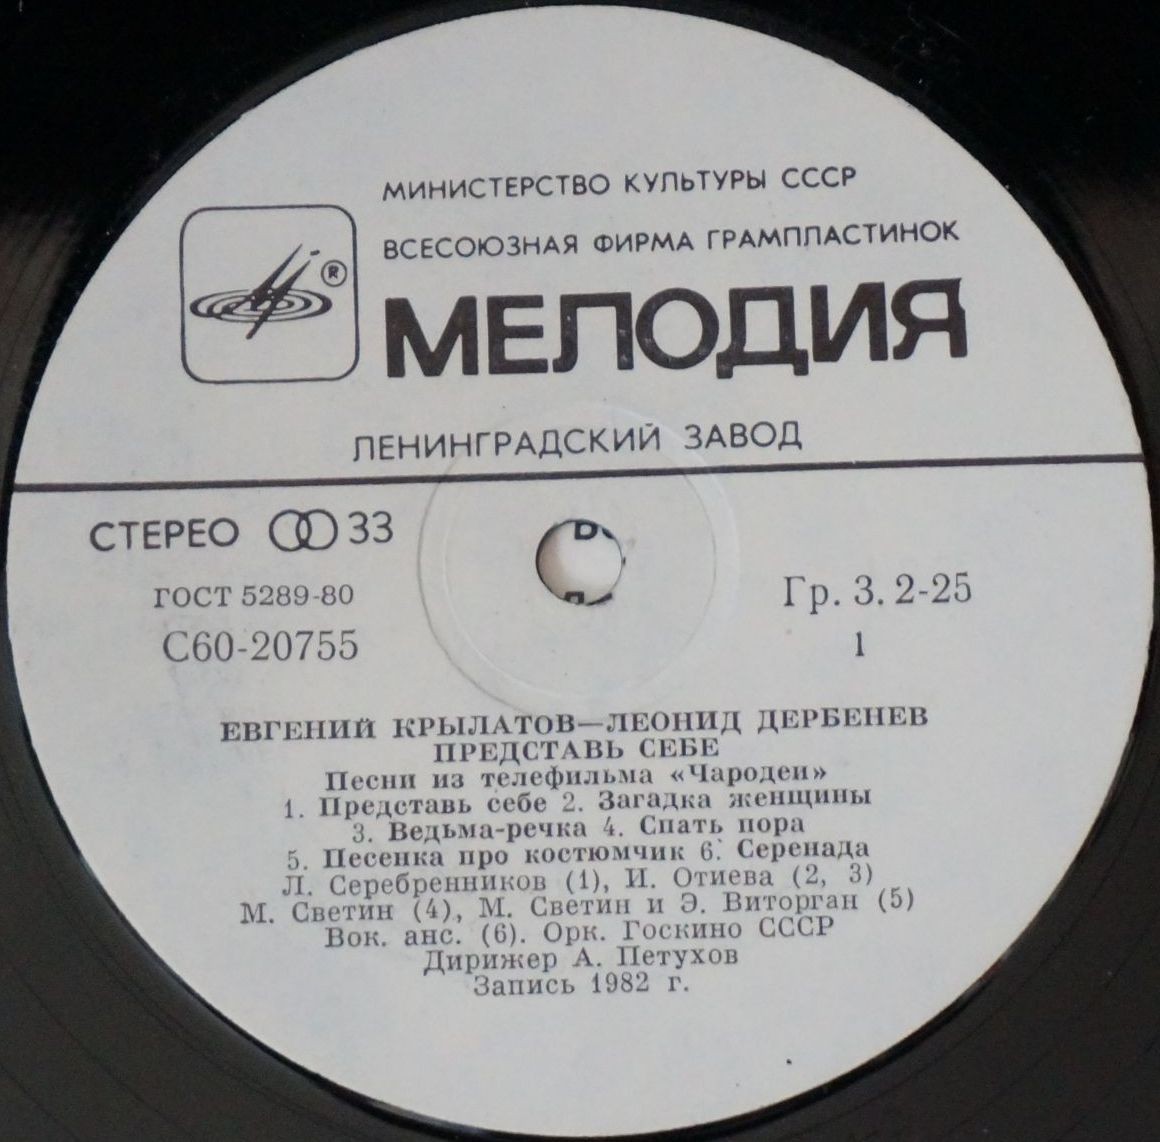 МИНИСТЕРСТВО КУЛЬТУРЫ СССР
ВСЕСОЮЗНАЯ ФИРМА ГРАМПЛАСТИНОК
®
МЕЛОДИЯ
ЛЕНИНГРАДСКИЙ ЗАВОД
СТЕРЕО 33
ГОСТ 5289-80
Гр. 3. 2-25
С60-20755
1
ЕВГЕНИЙ КРЫЛАТОВ—ЛЕОНИД ДЕРБЕНЕВ
ПРЕДСТАВЬ СЕБЕ
Песни из телефильма «Чародеи»
1. Представь себе 2. Загадка женщины
3. Ведьма-речка 4. Спать пора
5. Песенка про костюмчик 6. Серенада
Л. Серебренников (1), И. Отиева (2, 3)
М. Светин (4), М. Светин и Э. Виторган (5)
Вок. анс. (6). Орк. Госкино СССР
Дирижер А. Петухов
Запись 1982 г.